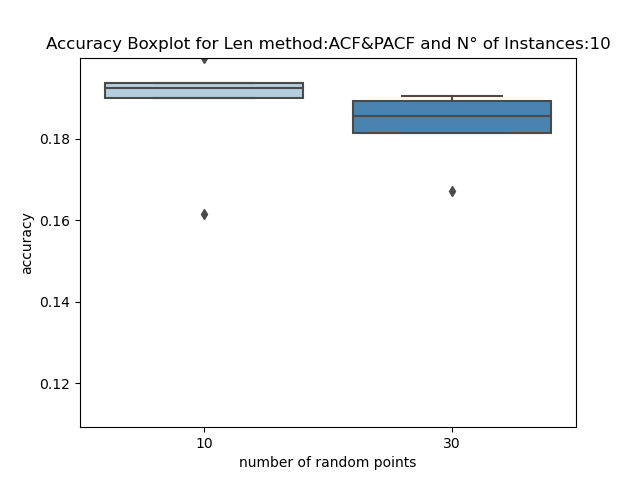 Accuracy Boxplot for Len method:ACF&PACF and N° of Instances:10
0.18
0.16
0.14
0.12
accuracy
10
30
number of random points